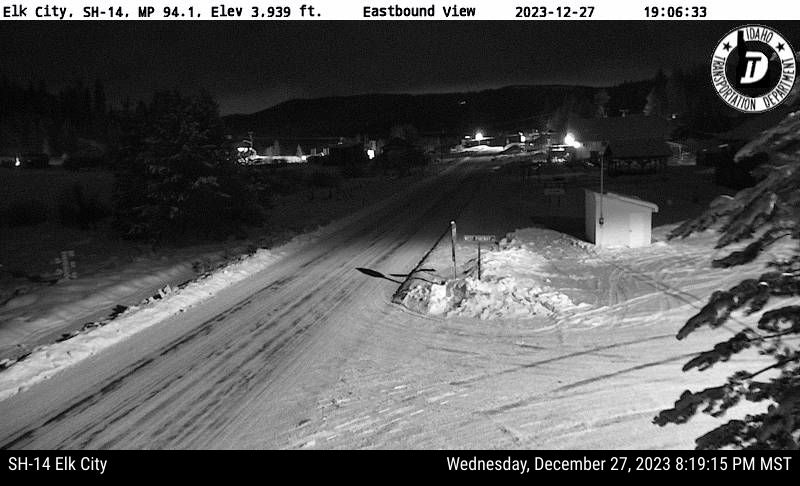 Elk City, SH-14, MP 94.1, Elev 3,939 ft. Eastbound View 2023-12-27 19:06:33
IDAHO
TRANSPORTATION DEPARTMENT
SH-14 Elk City Wednesday, December 27, 2023 8:19:15 PM MST